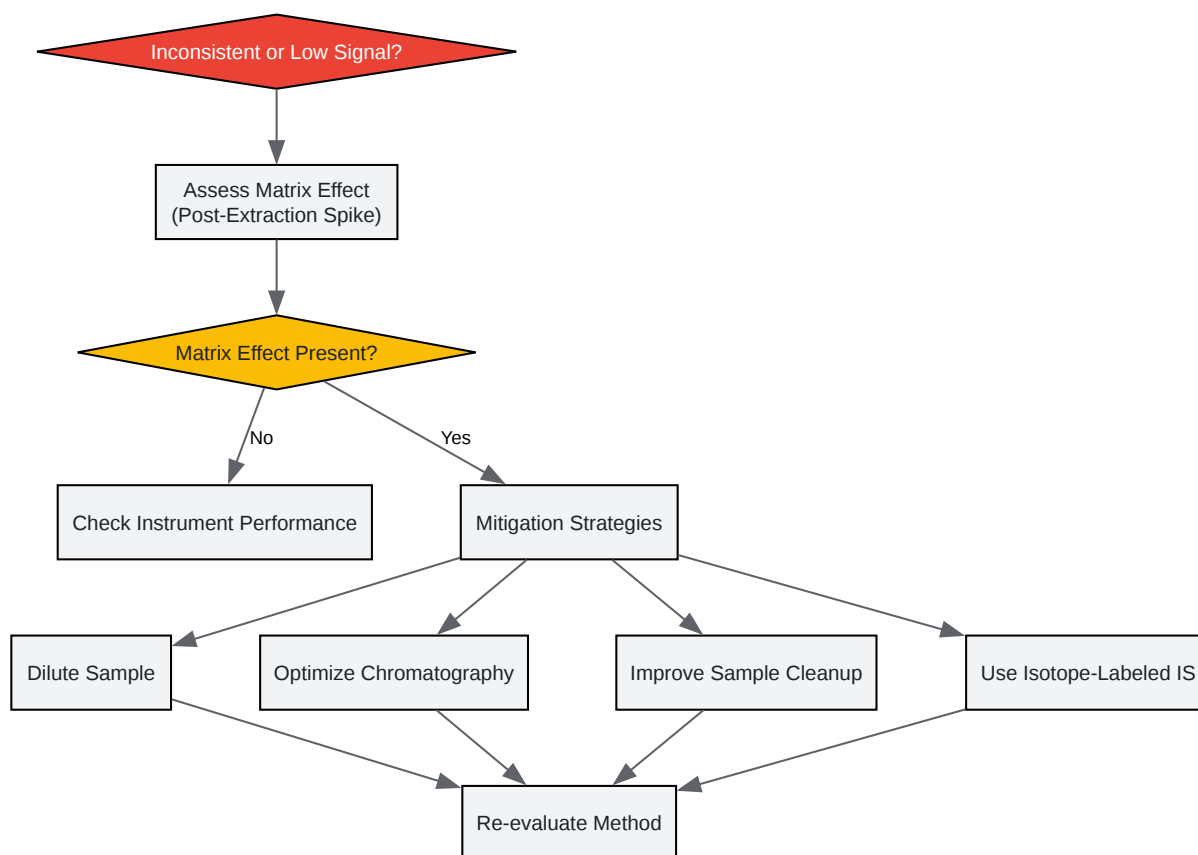 Inconsistent or Low Signal?
Assess Matrix Effect
(Post-Extraction Spike)
Matrix Effect Present?
No
Yes
Check Instrument Performance
Mitigation Strategies
Dilute Sample
Optimize Chromatography
Improve Sample Cleanup
Use Isotope-Labeled IS
Re-evaluate Method